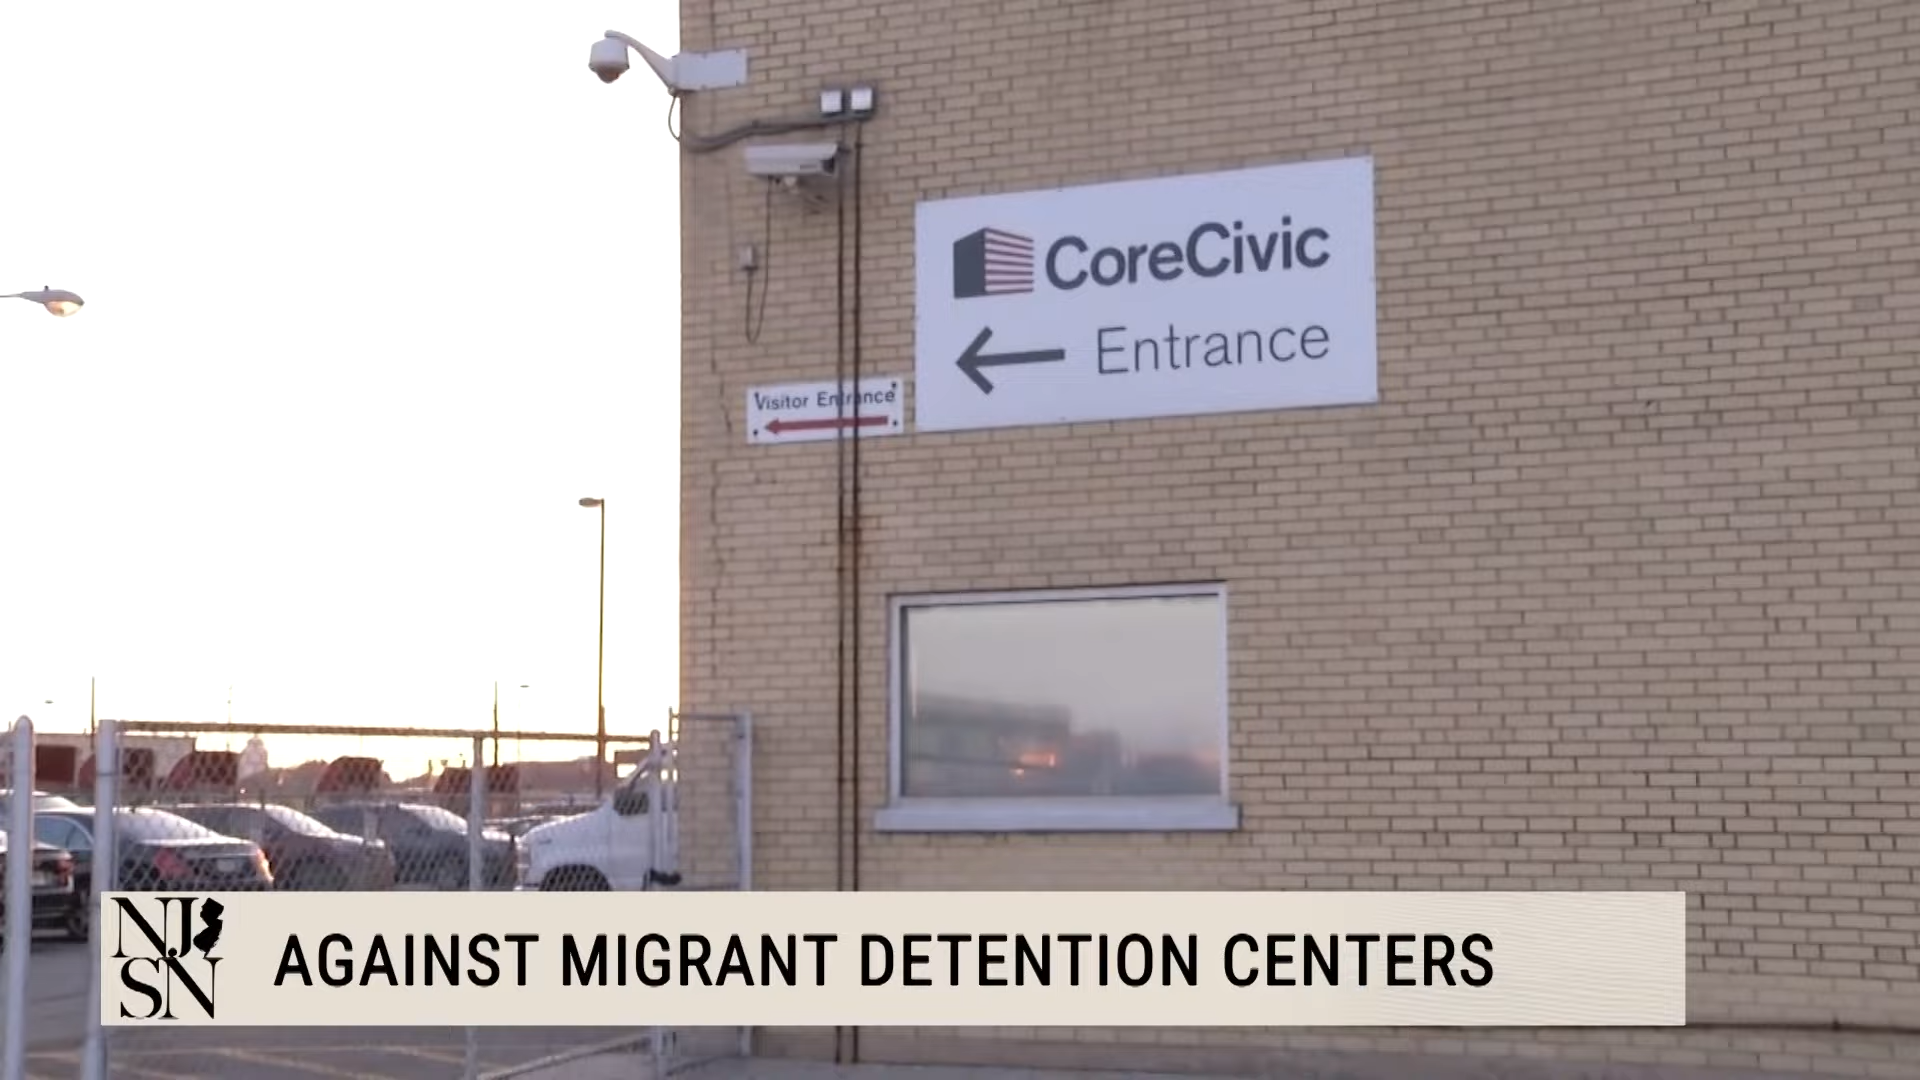 CoreCivic
Entrance
Visitor Entrance
NJ
SN
AGAINST MIGRANT DETENTION CENTERS